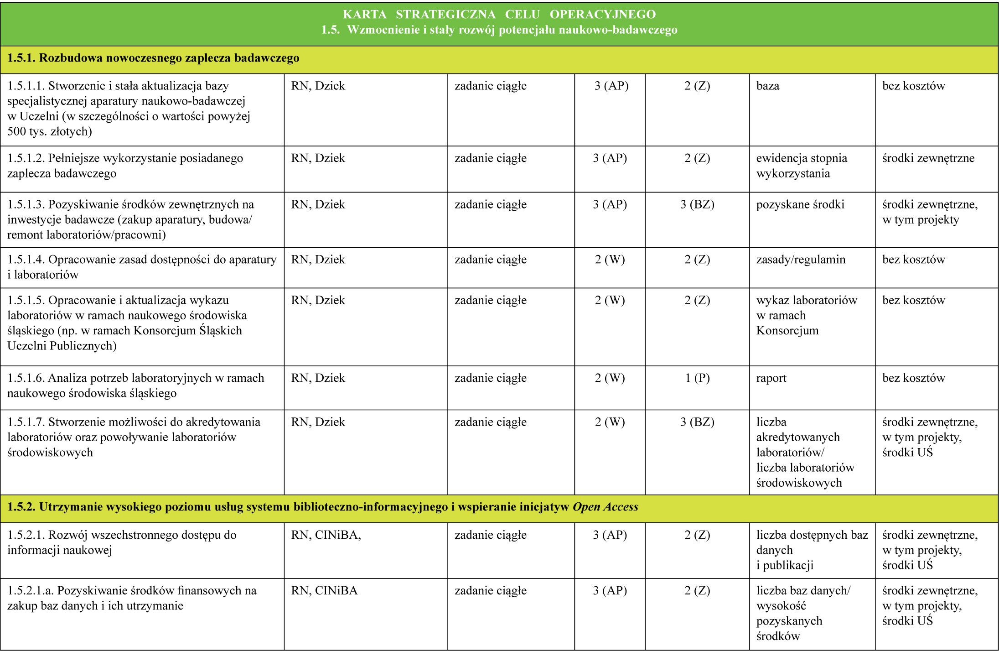 KARTA STRATEGICZNA CELU OPERACYJNEGO
1.5. Wzmocnienie i stały rozwój potencjału naukowo-badawczego
1.5.1. Rozbudowa nowoczesnego zaplecza badawczego
1.5.1.1. Stworzenie i stała aktualizacja bazy
specjalistycznej aparatury naukowo-badawczej
w Uczelni (w szczególności o wartości powyżej
500 tys. złotych)
RN, Dziek
zadanie ciągłe
3 (AP)
2 (Z)
baza
bez kosztów
1.5.1.2. Pełniejsze wykorzystanie posiadanego
zaplecza badawczego
RN, Dziek
zadanie ciągłe
3 (AP)
2 (Z)
ewidencja stopnia
wykorzystania
środki zewnętrzne
1.5.1.3. Pozyskiwanie środków zewnętrznych na
inwestycje badawcze (zakup aparatury, budowa/
remont laboratoriów/pracowni)
RN, Dziek
zadanie ciągłe
3 (AP)
3 (BZ)
pozyskane środki
środki zewnętrzne,
w tym projekty
1.5.1.4. Opracowanie zasad dostępności do aparatury
i laboratoriów
RN, Dziek
zadanie ciągłe
2 (W)
2 (Z)
zasady/regulamin
bez kosztów
1.5.1.5. Opracowanie i aktualizacja wykazu
laboratoriów w ramach naukowego środowiska
śląskiego (np. w ramach Konsorcjum Śląskich
Uczelni Publicznych)
RN, Dziek
zadanie ciągłe
2 (W)
2 (Z)
wykaz laboratoriów
w ramach
Konsorcjum
bez kosztów
1.5.1.6. Analiza potrzeb laboratoryjnych w ramach
naukowego środowiska śląskiego
RN, Dziek
zadanie ciągłe
2 (W)
1 (P)
raport
bez kosztów
1.5.1.7. Stworzenie możliwości do akredytowania
laboratoriów oraz powoływanie laboratoriów
środowiskowych
RN, Dziek
zadanie ciągłe
2 (W)
3 (BZ)
liczba
akredytowanych
laboratoriów/
liczba laboratoriów
środowiskowych
środki zewnętrzne,
w tym projekty,
środki UŚ
1.5.2. Utrzymanie wysokiego poziomu usług systemu biblioteczno-informacyjnego i wspieranie inicjatyw Open Access
1.5.2.1. Rozwój wszechstronnego dostępu do
informacji naukowej
RN, CINiBA,
zadanie ciągłe
3 (AP)
2 (Z)
liczba dostępnych baz
danych
i publikacji
środki zewnętrzne,
w tym projekty,
środki UŚ
1.5.2.1.a. Pozyskiwanie środków finansowych na
zakup baz danych i ich utrzymanie
RN, CINiBA
zadanie ciągłe
3 (AP)
2 (Z)
liczba baz danych/
wysokość
pozyskanych
środków
środki zewnętrzne,
w tym projekty,
środki UŚ